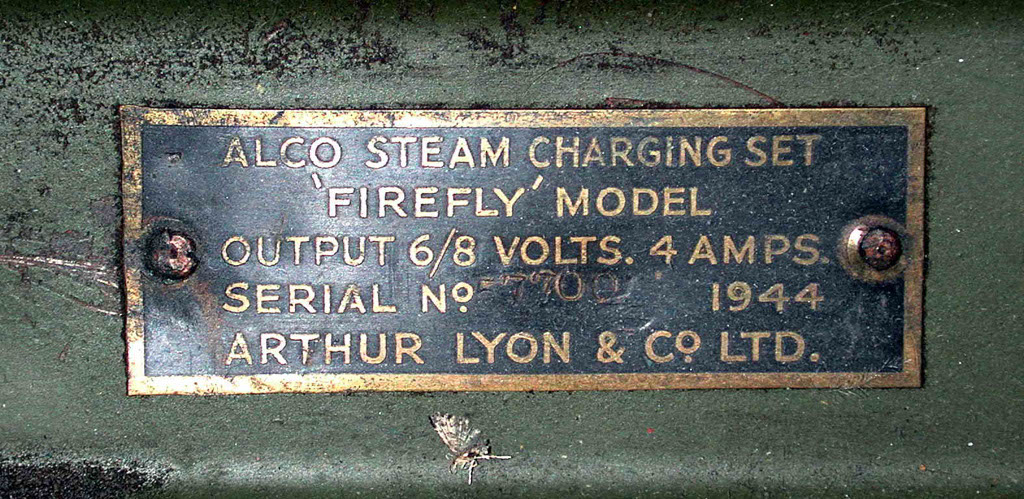 ALCO STEAM CHARGING SET
'FIREFLY' MODEL
OUTPUT 6/8 VOLTS. 4 AMPS.
SERIAL Nº 1944
ARTHUR LYON & Cº LTD.